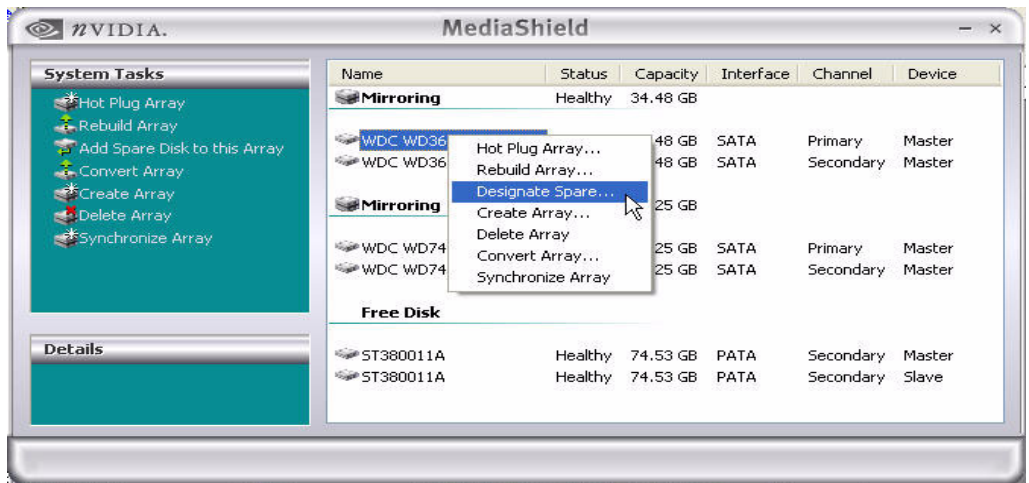 nVIDIA. MediaShield
System Tasks
Hot Plug Array
Rebuild Array
Add Spare Disk to this Array
Convert Array
Create Array
Delete Array
Synchronize Array
Details
Name Status Capacity Interface Channel Device
Mirroring Healthy 34.48 GB
WDC WD36 48 GB SATA Primary Master
WDC WD36 48 GB SATA Secondary Master
Mirroring 25 GB
WDC WD74 25 GB SATA Primary Master
WDC WD74 25 GB SATA Secondary Master
Hot Plug Array...
Rebuild Array...
Designate Spare...
Create Array...
Delete Array
Convert Array...
Synchronize Array
Free Disk
ST380011A Healthy 74.53 GB PATA Secondary Master
ST380011A Healthy 74.53 GB PATA Secondary Slave